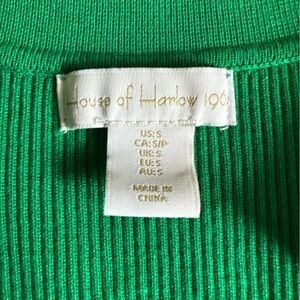 House of Harlow 1960
US:S
CA:S/P
UK:S
EU:S
AU:S
MADE IN
CHINA